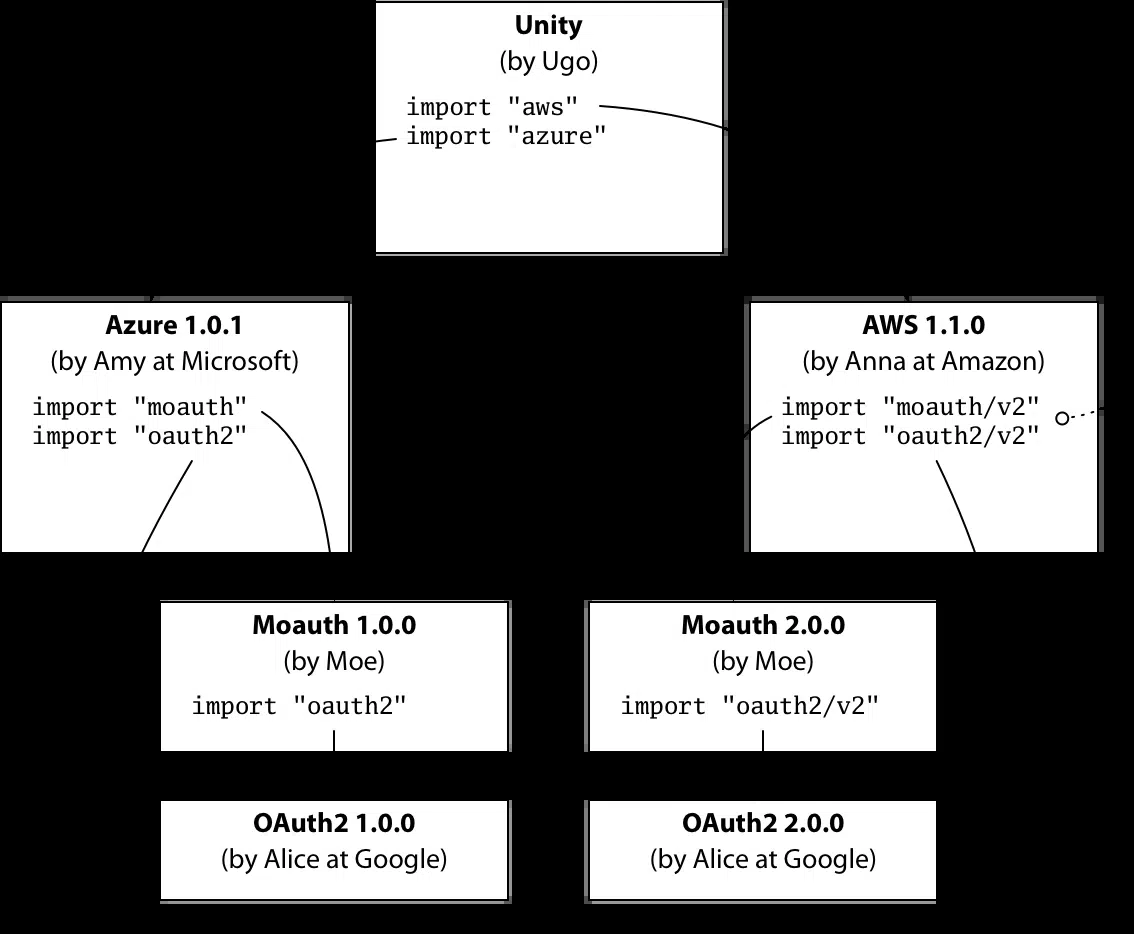 Unity
(by Ugo)
import "aws"
import "azure"
Azure 1.0.1
(by Amy at Microsoft)
import "moauth"
import "oauth2"
AWS 1.1.0
(by Anna at Amazon)
import "moauth/v2"
import "oauth2/v2"
Moauth 1.0.0
(by Moe)
import "oauth2"
Moauth 2.0.0
(by Moe)
import "oauth2/v2"
OAuth2 1.0.0
(by Alice at Google)
OAuth2 2.0.0
(by Alice at Google)